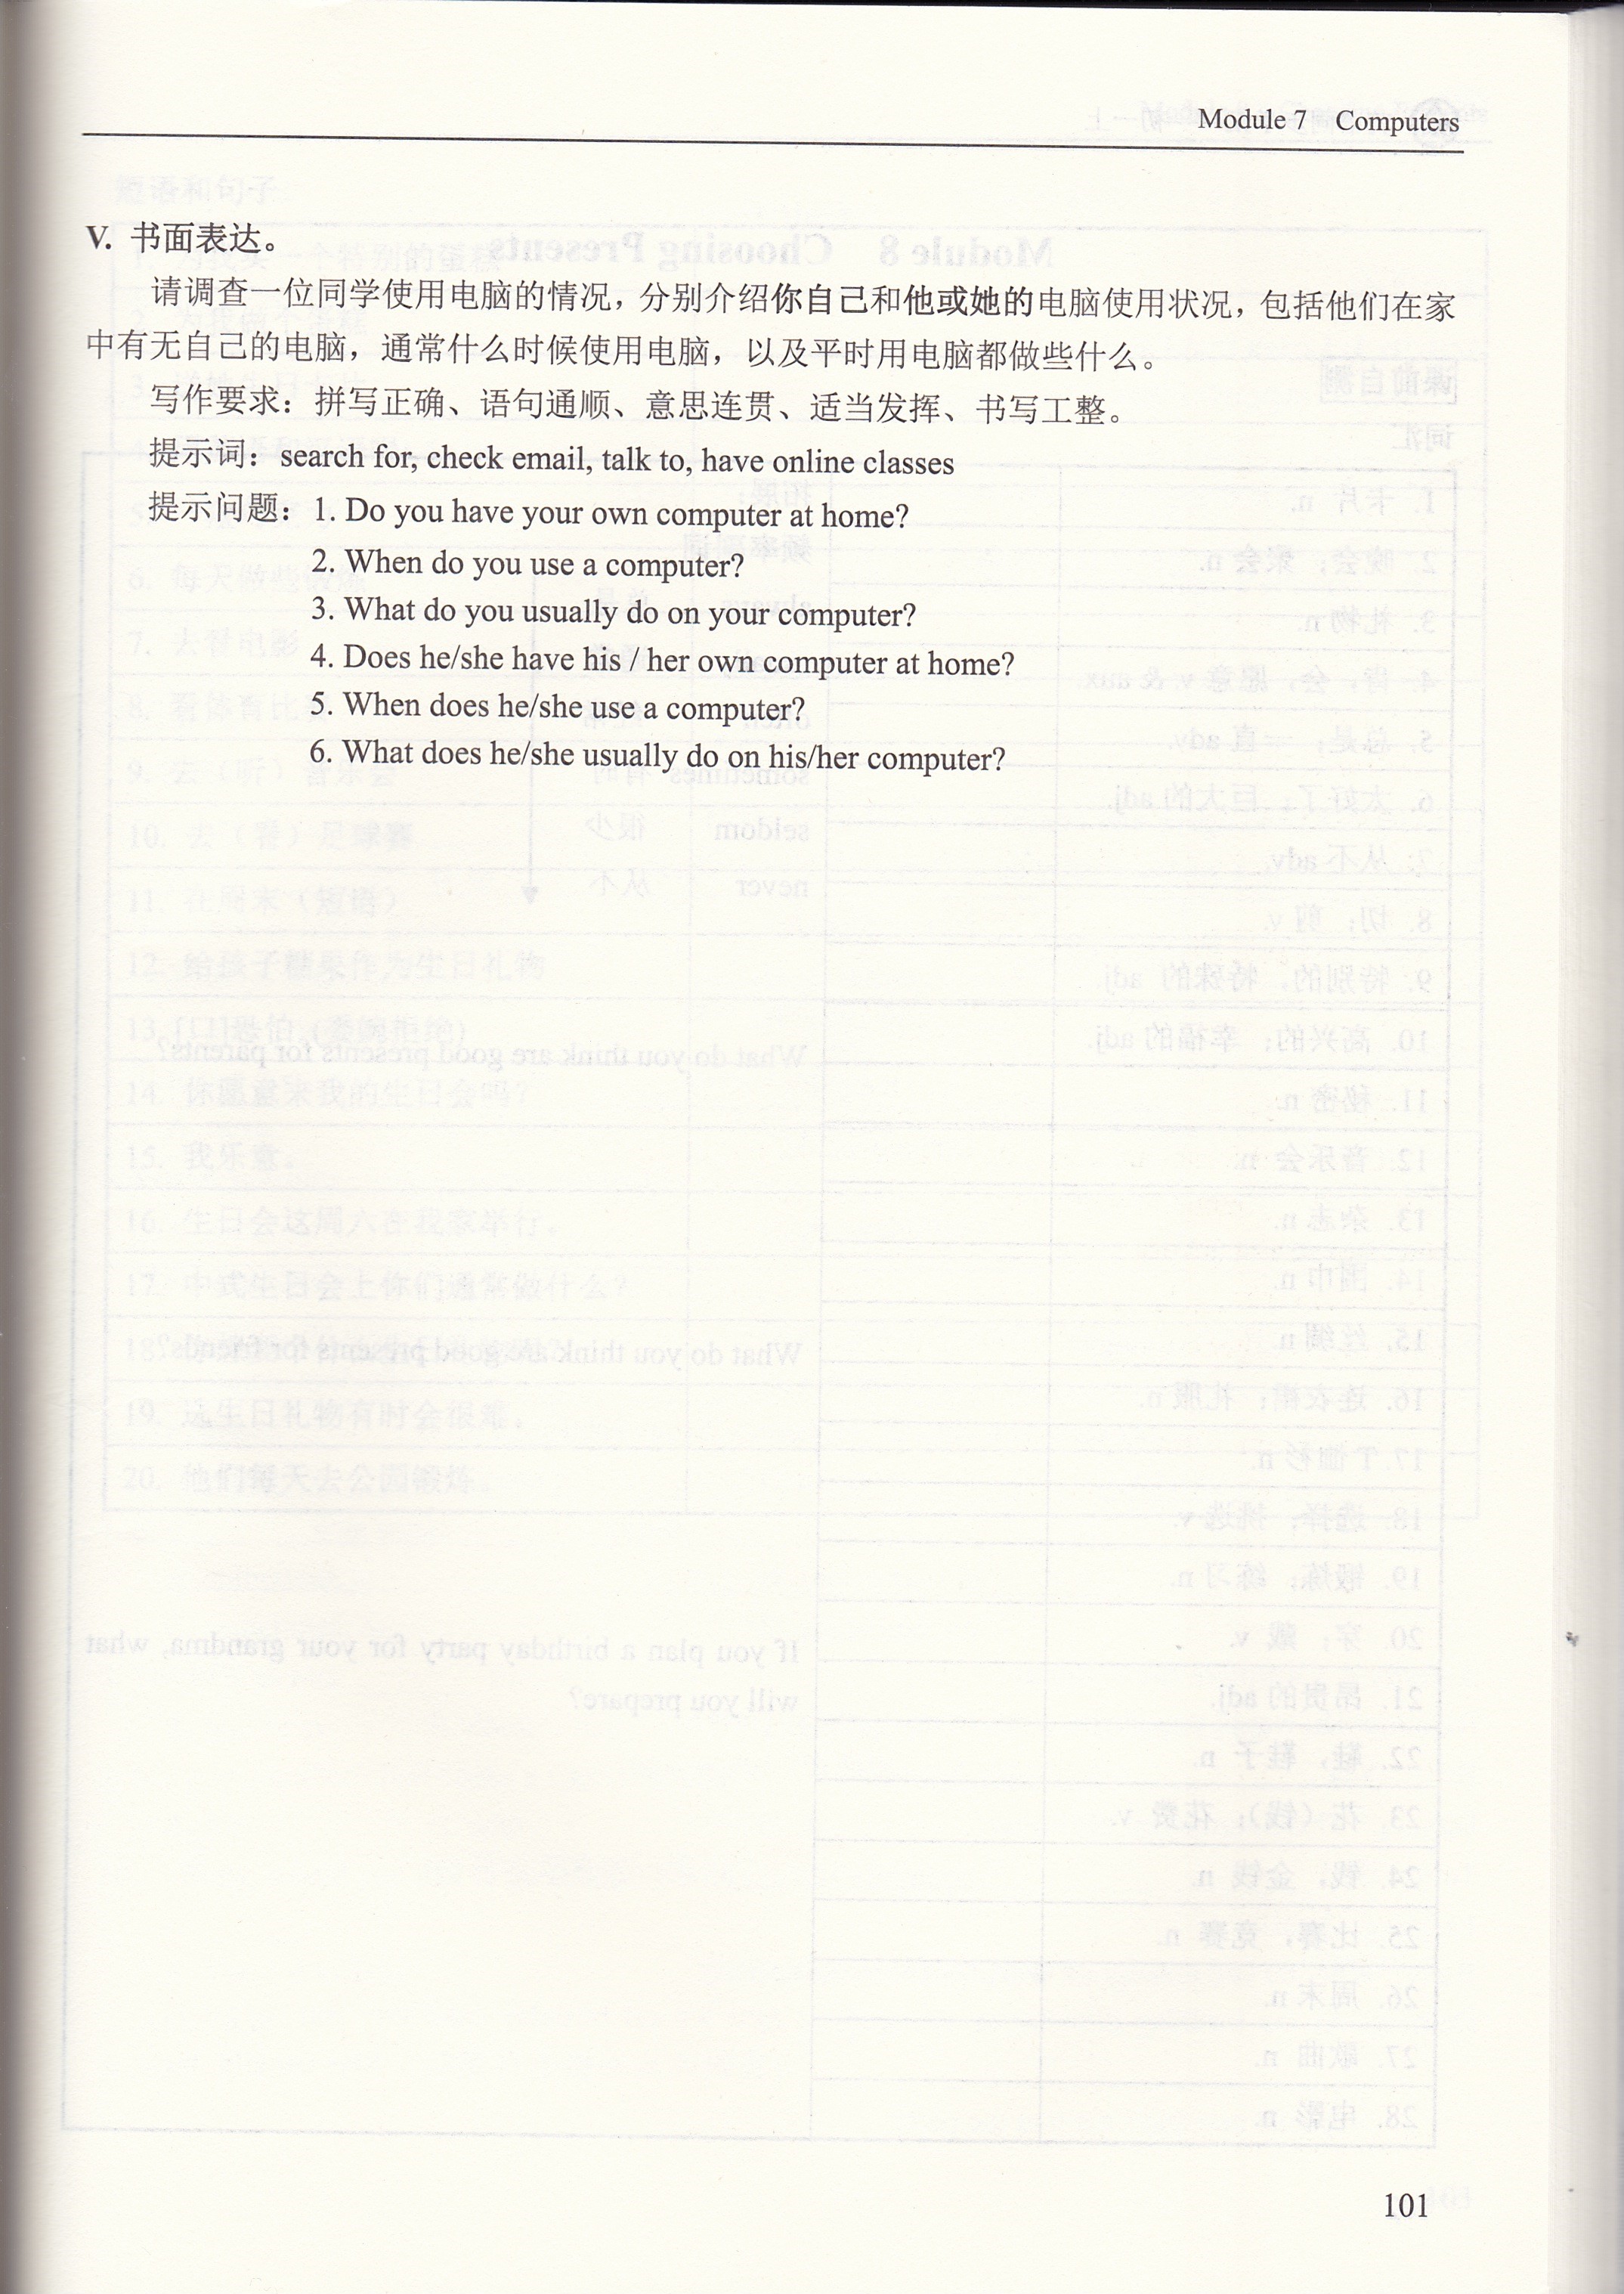 Module 7 Computers
V. 书面表达。
请调查一位同学使用电脑的情况，分别介绍你自己和他或她的电脑使用状况，包括他们在家
中有无自己的电脑，通常什么时候使用电脑，以及平时用电脑都做些什么。
写作要求：拼写正确、语句通顺、意思连贯、适当发挥、书写工整。
提示词：search for, check email, talk to, have online classes
提示问题：1. Do you have your own computer at home?
2. When do you use a computer?
3. What do you usually do on your computer?
4. Does he/she have his / her own computer at home?
5. When does he/she use a computer?
6. What does he/she usually do on his/her computer?
101